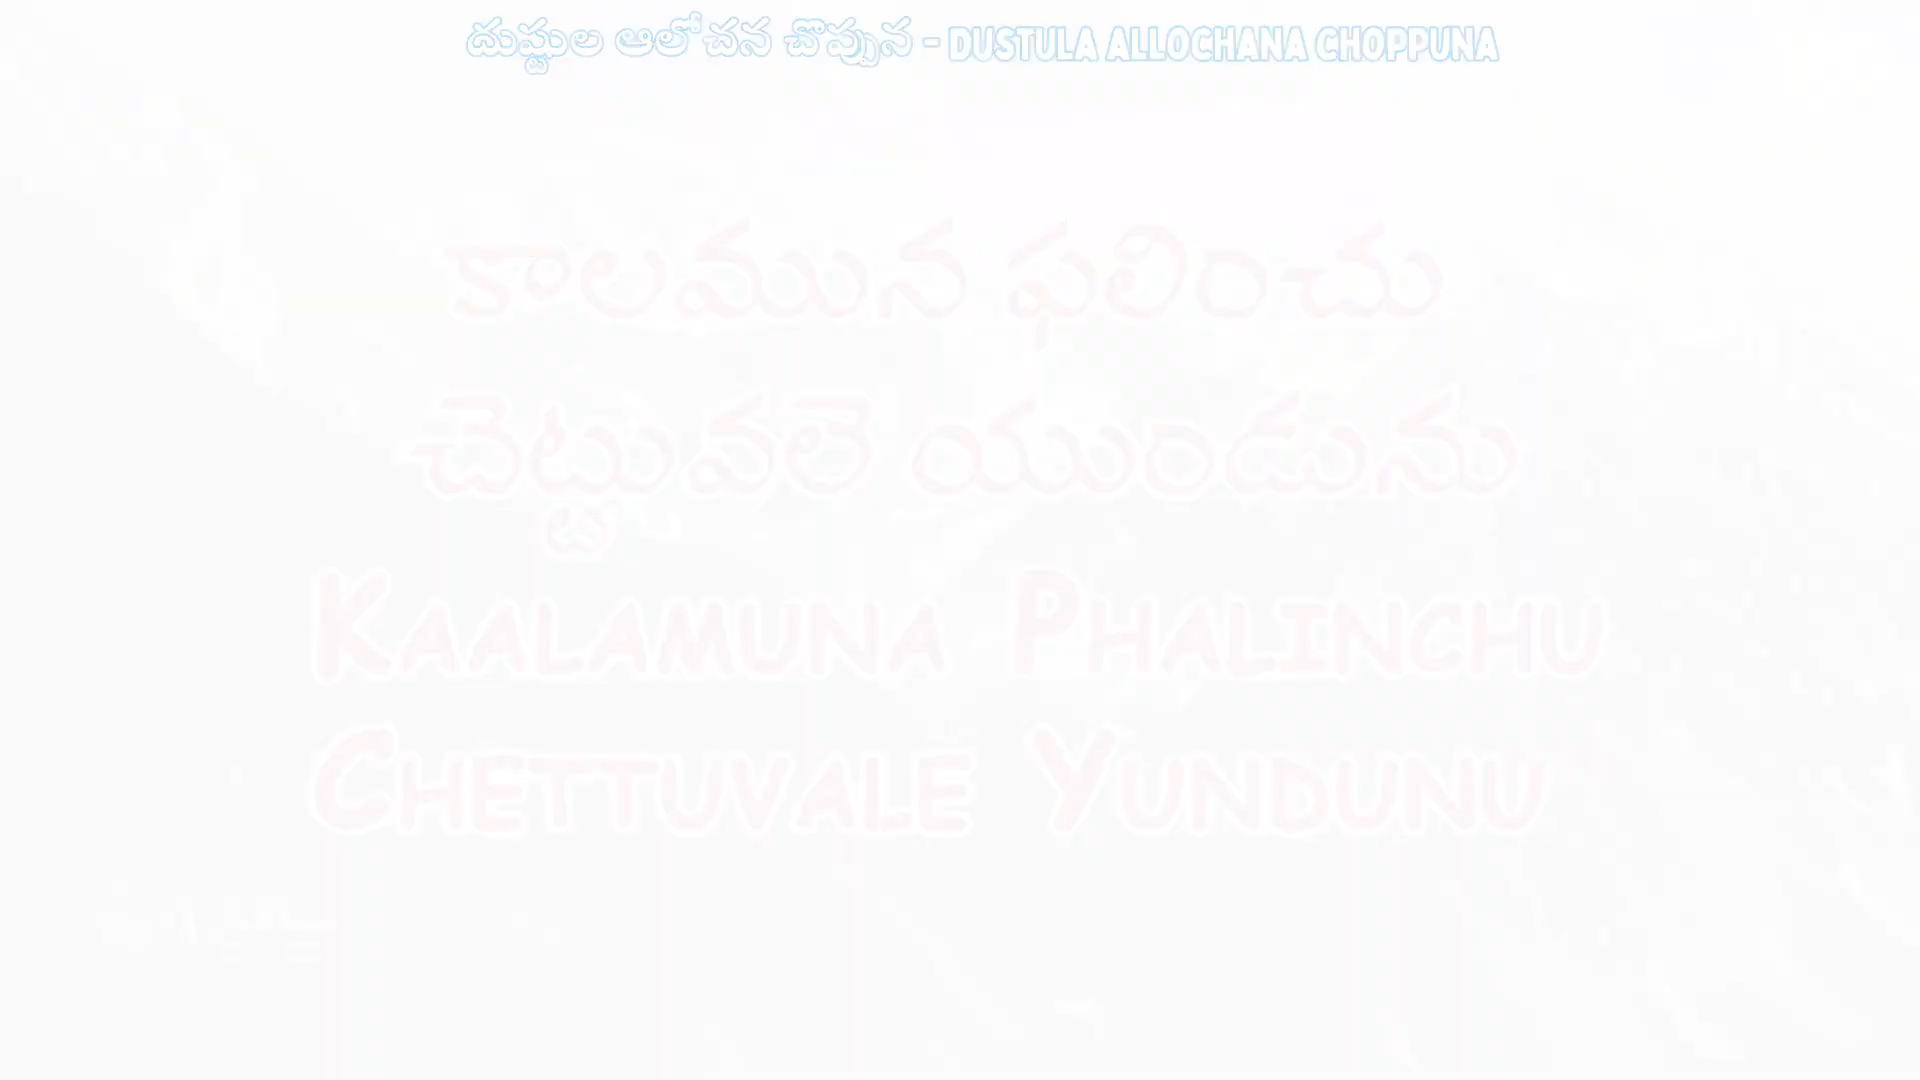 దుష్టుల ఆలోచన చొప్పున - DUSTULA ALLOCHANA CHOPPUNA
కాలమున ఫలించు
చెట్టువలె యుండును
KAALAMUNA PHALINCHU
CHETTUVALE YUNDUNU